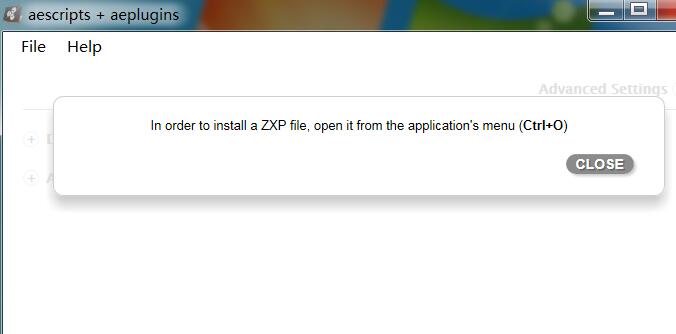 aescripts + aeplugins
File Help
Advanced Settings
In order to install a ZXP file, open it from the application's menu (Ctrl+O)
CLOSE